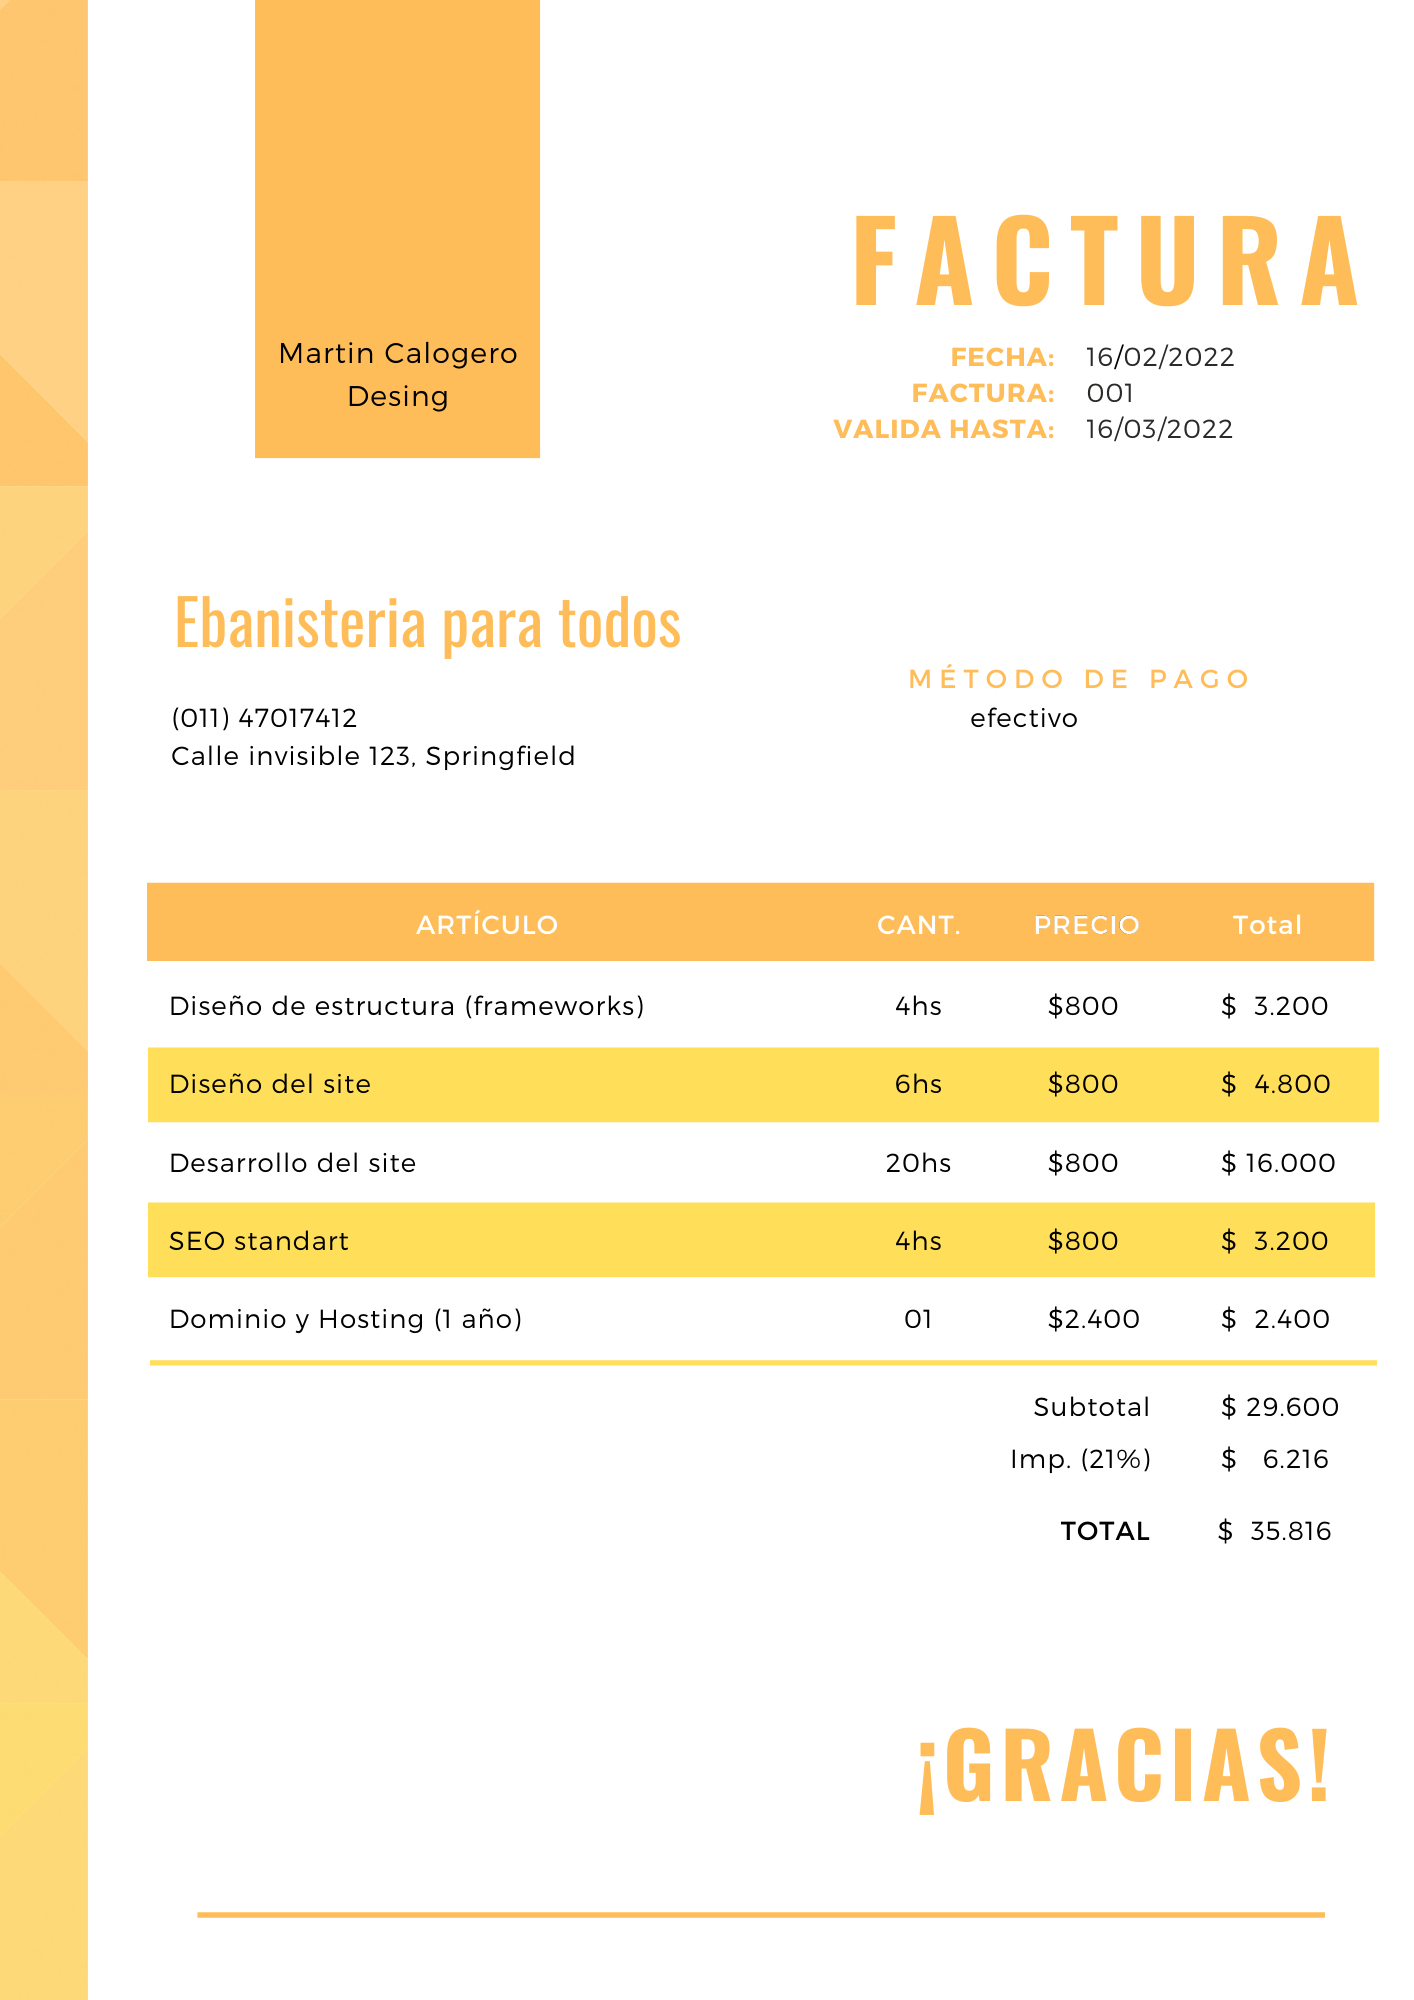 Martin Calogero
Desing
FACTURA
FECHA: 16/02/2022
FACTURA: 001
VALIDA HASTA: 16/03/2022
Ebanisteria para todos
(011) 47017412
Calle invisible 123, Springfield
MÉTODO DE PAGO
efectivo
ARTÍCULO CANT. PRECIO Total
Diseño de estructura (frameworks) 4hs $800 $ 3.200
Diseño del site 6hs $800 $ 4.800
Desarrollo del site 20hs $800 $ 16.000
SEO standart 4hs $800 $ 3.200
Dominio y Hosting (1 año) 01 $2.400 $ 2.400
Subtotal $ 29.600
Imp. (21%) $ 6.216
TOTAL $ 35.816
¡GRACIAS!